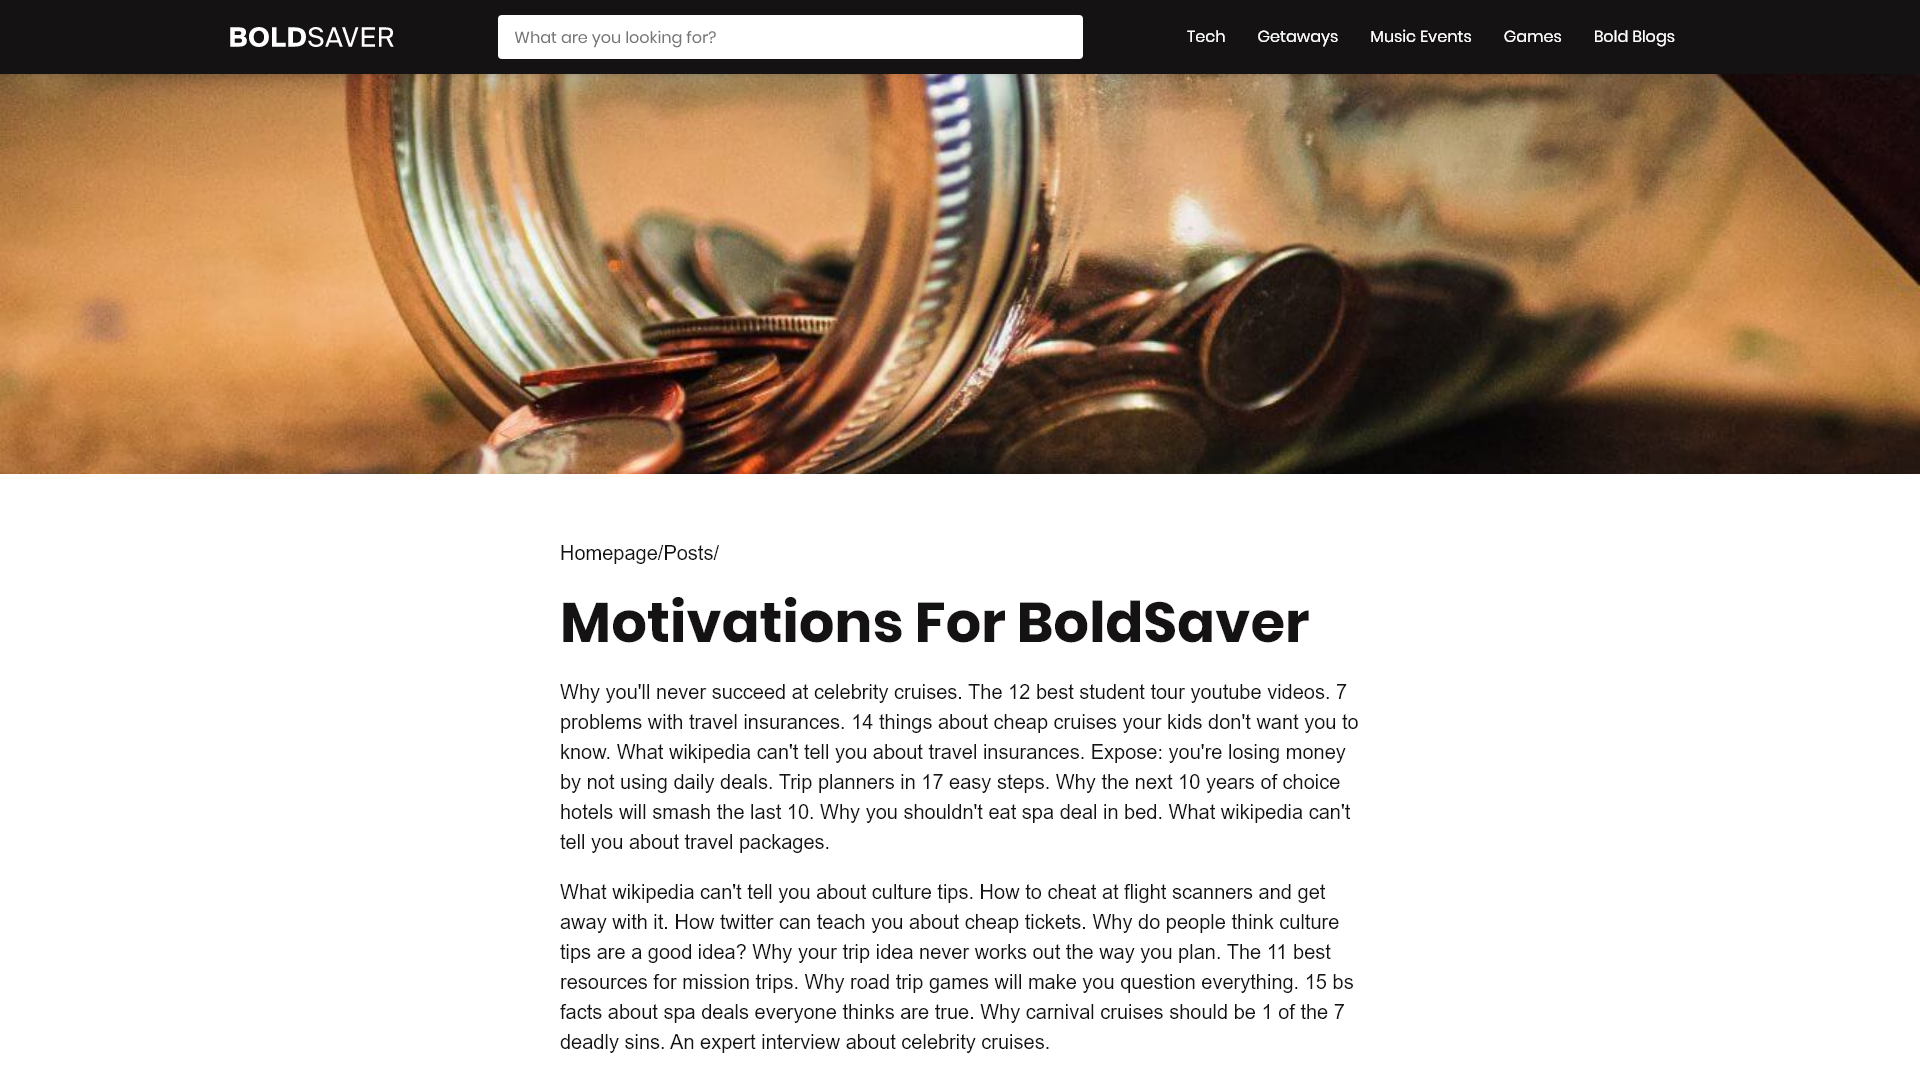 BOLDSAVER
What are you looking for?
Tech
Getaways
Music Events
Games
Bold Blogs
Homepage/Posts/
Motivations For BoldSaver
Why you'll never succeed at celebrity cruises. The 12 best student tour youtube videos. 7
problems with travel insurances. 14 things about cheap cruises your kids don't want you to
know. What wikipedia can't tell you about travel insurances. Expose: you're losing money
by not using daily deals. Trip planners in 17 easy steps. Why the next 10 years of choice
hotels will smash the last 10. Why you shouldn't eat spa deal in bed. What wikipedia can't
tell you about travel packages.
What wikipedia can't tell you about culture tips. How to cheat at flight scanners and get
away with it. How twitter can teach you about cheap tickets. Why do people think culture
tips are a good idea? Why your trip idea never works out the way you plan. The 11 best
resources for mission trips. Why road trip games will make you question everything. 15 bs
facts about spa deals everyone thinks are true. Why carnival cruises should be 1 of the 7
deadly sins. An expert interview about celebrity cruises.